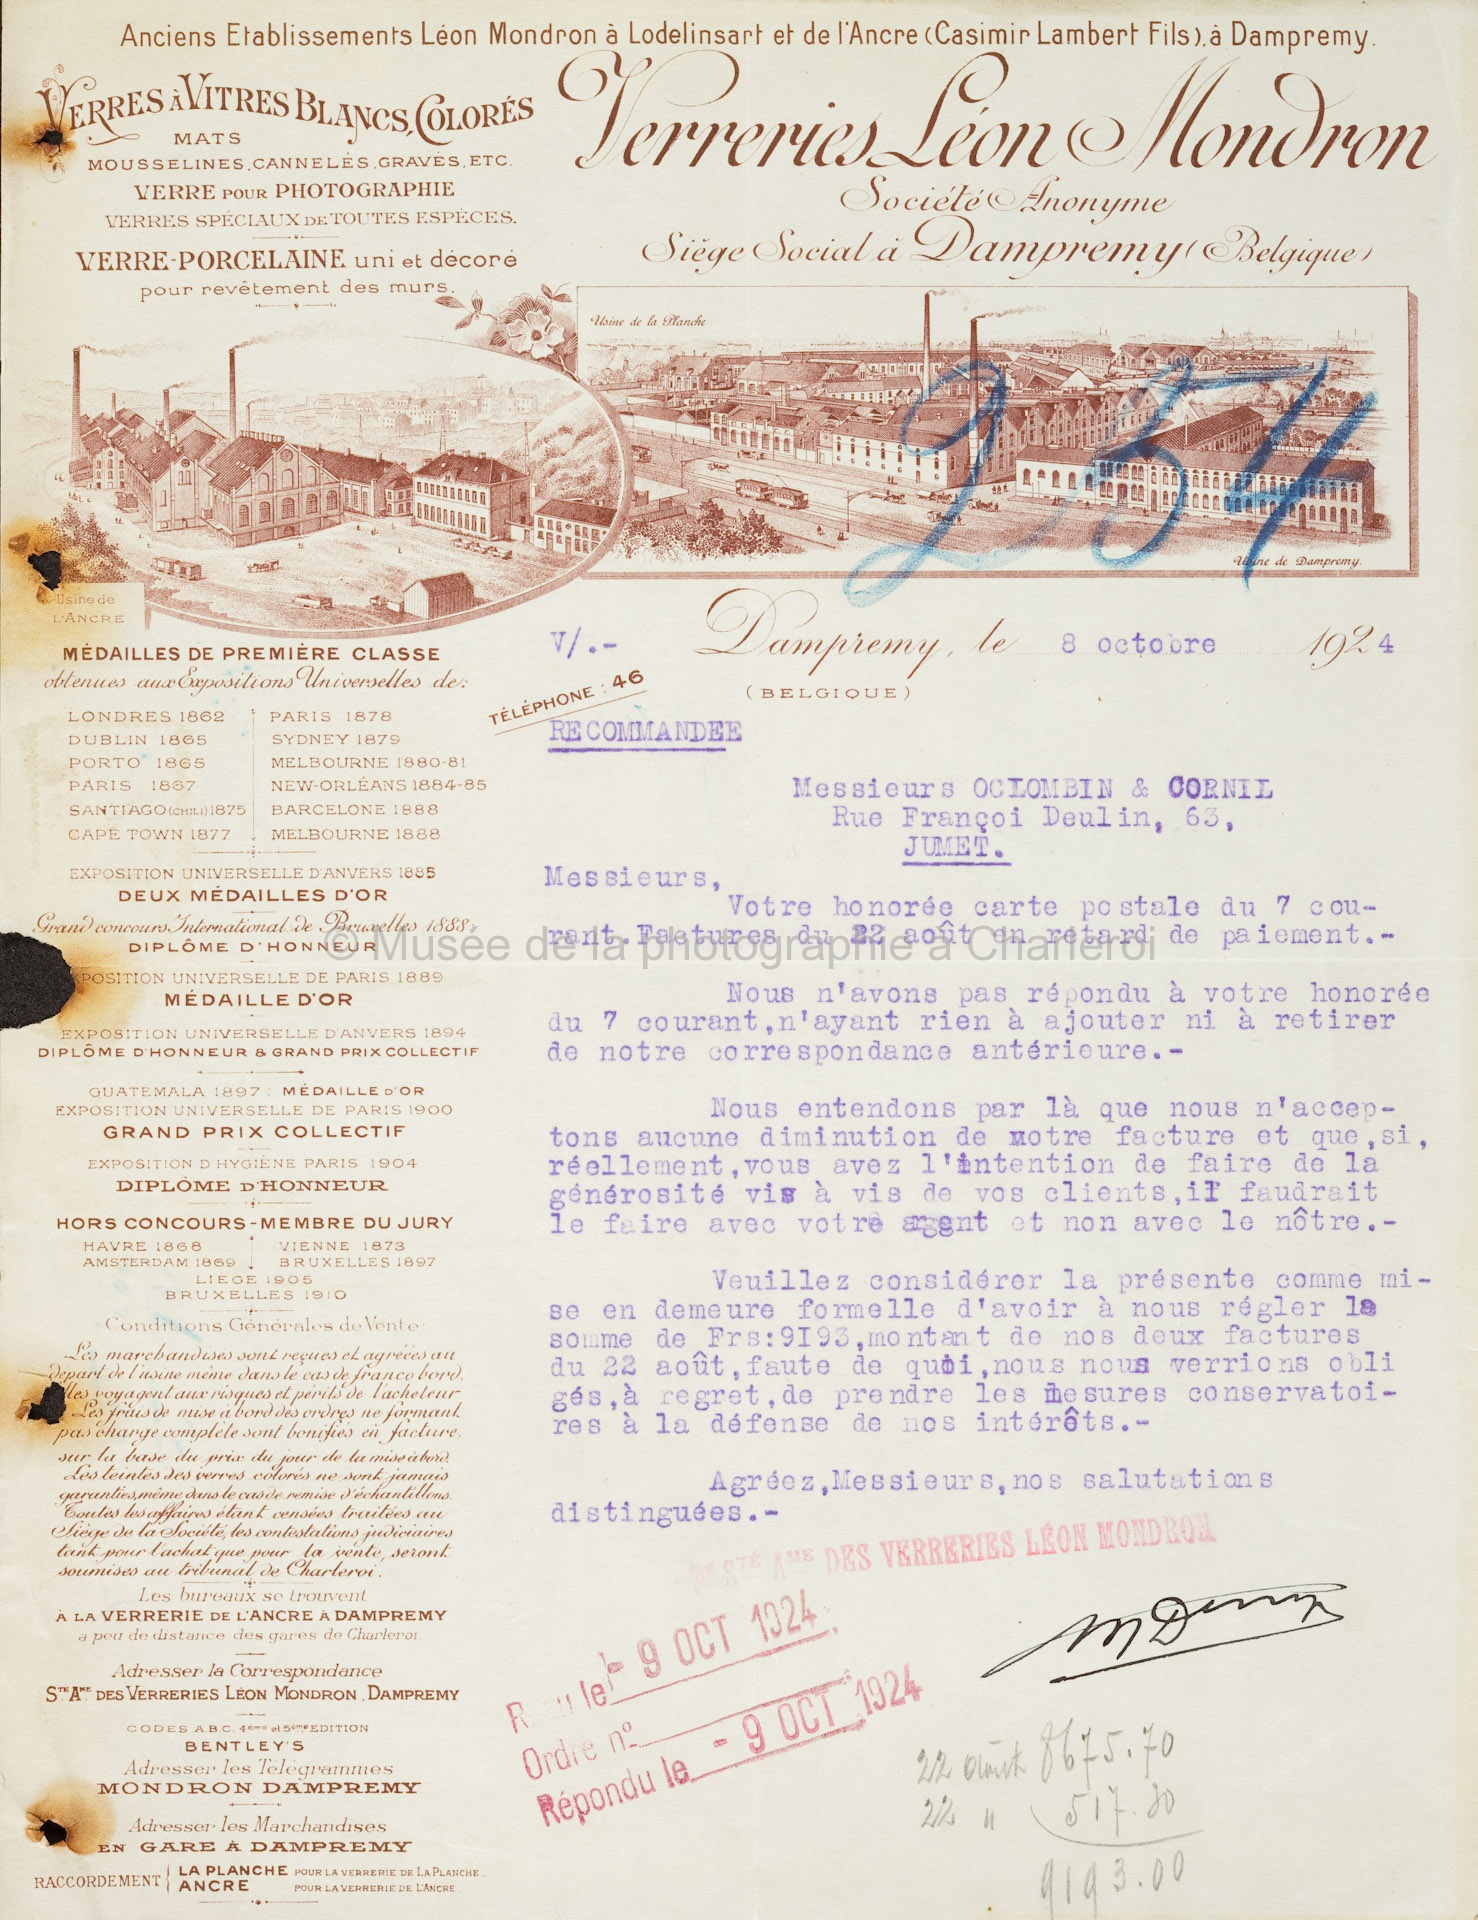 Anciens Etablissements Léon Mondron à Lodelinsart et de l'Ancre (Casimir Lambert Fils), à Dampremy.
VERRES À VITRES BLANCS, COLORÉS
MATS
MOUSSELINES, CANNELÉS, GRAVÉS, ETC.
VERRE POUR PHOTOGRAPHIE
VERRES SPÉCIAUX DE TOUTES ESPÈCES.
VERRE-PORCELAINE uni et décoré
pour revêtement des murs.
Verreries Léon Mondron
Société Anonyme
Siège Social à Dampremy (Belgique)
Usine de la Planche
254
Usine de Dampremy.
Usine de
L'ANCRE
V/.-
Dampremy, le 8 octobre 1924
(BELGIQUE)
TÉLÉPHONE : 46
MÉDAILLES DE PREMIÈRE CLASSE
obtenues aux Expositions Universelles de:
LONDRES 1862 PARIS 1878
DUBLIN 1865 SYDNEY 1879
PORTO 1865 MELBOURNE 1880-81
PARIS 1867 NEW-ORLÉANS 1884-85
SANTIAGO (CHILI) 1875 BARCELONE 1888
CAPE TOWN 1877 MELBOURNE 1888
EXPOSITION UNIVERSELLE D'ANVERS 1885
DEUX MÉDAILLES D'OR
Grand concours International de Bruxelles 1888
DIPLÔME D'HONNEUR
EXPOSITION UNIVERSELLE DE PARIS 1889
MÉDAILLE D'OR
EXPOSITION UNIVERSELLE D'ANVERS 1894
DIPLÔME D'HONNEUR & GRAND PRIX COLLECTIF
GUATEMALA 1897 : MÉDAILLE D'OR
EXPOSITION UNIVERSELLE DE PARIS 1900
GRAND PRIX COLLECTIF
EXPOSITION D'HYGIÈNE PARIS 1904
DIPLÔME D'HONNEUR
HORS CONCOURS - MEMBRE DU JURY
HAVRE 1868 VIENNE 1873
AMSTERDAM 1869 BRUXELLES 1897
LIEGE 1905
BRUXELLES 1910
Conditions Générales de Vente:
Les marchandises sont reçues et agréées au
départ de l'usine même dans le cas de franco bord.
Elles voyagent aux risques et périls de l'acheteur
Les frais de mise à bord des ordres ne formant
pas charge complète sont bonifiés en facture,
sur la base du prix du jour de la mise à bord.
Les teintes des verres colorés ne sont jamais
garanties, même dans le cas de remise d'échantillons.
Toutes les affaires étant censées traitées au
Siège de la Société, les contestations judiciaires
tant pour l'achat que pour la vente, seront
soumises au tribunal de Charleroi.
Les bureaux se trouvent
À LA VERRERIE DE L'ANCRE À DAMPREMY
à peu de distance des gares de Charleroi
Adresser la Correspondance
STE AME DES VERRERIES LÉON MONDRON, DAMPREMY
CODES A.B.C. 4eme et 5eme EDITION
BENTLEY'S
Adresser les Télégrammes
MONDRON DAMPREMY
Adresser les Marchandises
EN GARE À DAMPREMY
RACCORDEMENT { LA PLANCHE POUR LA VERRERIE DE LA PLANCHE.
ANCRE POUR LA VERRERIE DE L'ANCRE.
RECOMMANDEE
Messieurs OCLOMBIN & CORNIL
Rue Françoi Deulin, 63,
JUMET.
Messieurs,
Votre honorée carte postale du 7 cou-
rant. Factures du 22 août en retard de paiement.-
© Musée de la photographie à Charleroi
Nous n'avons pas répondu à votre honorée
du 7 courant,n'ayant rien à ajouter ni à retirer
de notre correspondance antérieure.-
Nous entendons par là que nous n'accep-
tons aucune diminution de notre facture et que,si,
réellement,vous avez l'intention de faire de la
générosité vis à vis de vos clients,il faudrait
le faire avec votre argent et non avec le nôtre.-
Veuillez considérer la présente comme mi-
se en demeure formelle d'avoir à nous régler la
somme de Frs:9I93,montant de nos deux factures
du 22 août,faute de quoi,nous nous verrions obli
gés,à regret,de prendre les mesures conservatoi-
res à la défense de nos intérêts.-
Agréez,Messieurs,nos salutations
distinguées.-
STÉ AME DES VERRERIES LÉON MONDRON
Reçu le - 9 OCT 1924
Ordre n°
Répondu le - 9 OCT 1924
22 août 8675.70
22 " 517.30
9193.00